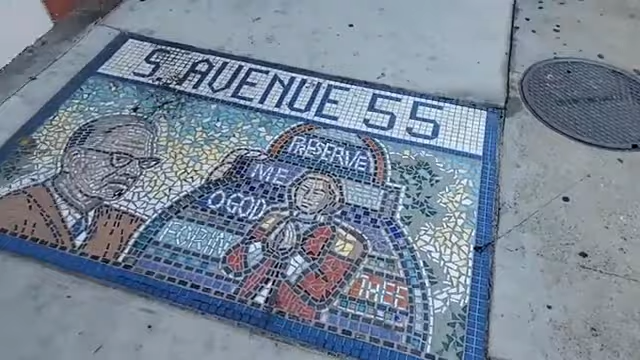 S. AVENUE 55
PRESERVE
ME
O GOD
FOR IN
THEE